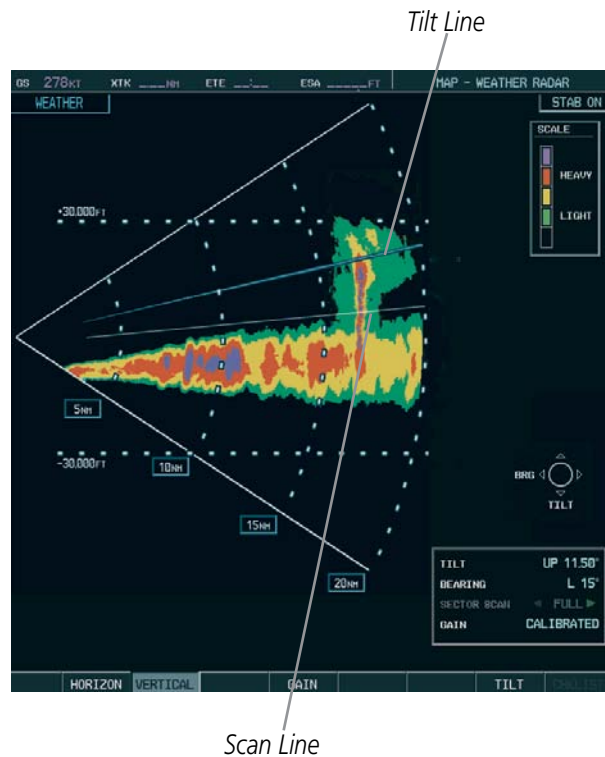 Tilt Line
GS 278KT XTK ___NM ETE __:__ ESA _____FT MAP - WEATHER RADAR
WEATHER STAB ON
SCALE
HEAVY
LIGHT
+30.000FT
5NM
-30.000FT
10NM
BRG
TILT
15NM
20NM
TILT UP 11.50°
BEARING L 15°
SECTOR SCAN FULL
GAIN CALIBRATED
HORIZON VERTICAL GAIN TILT CHKLIST
Scan Line